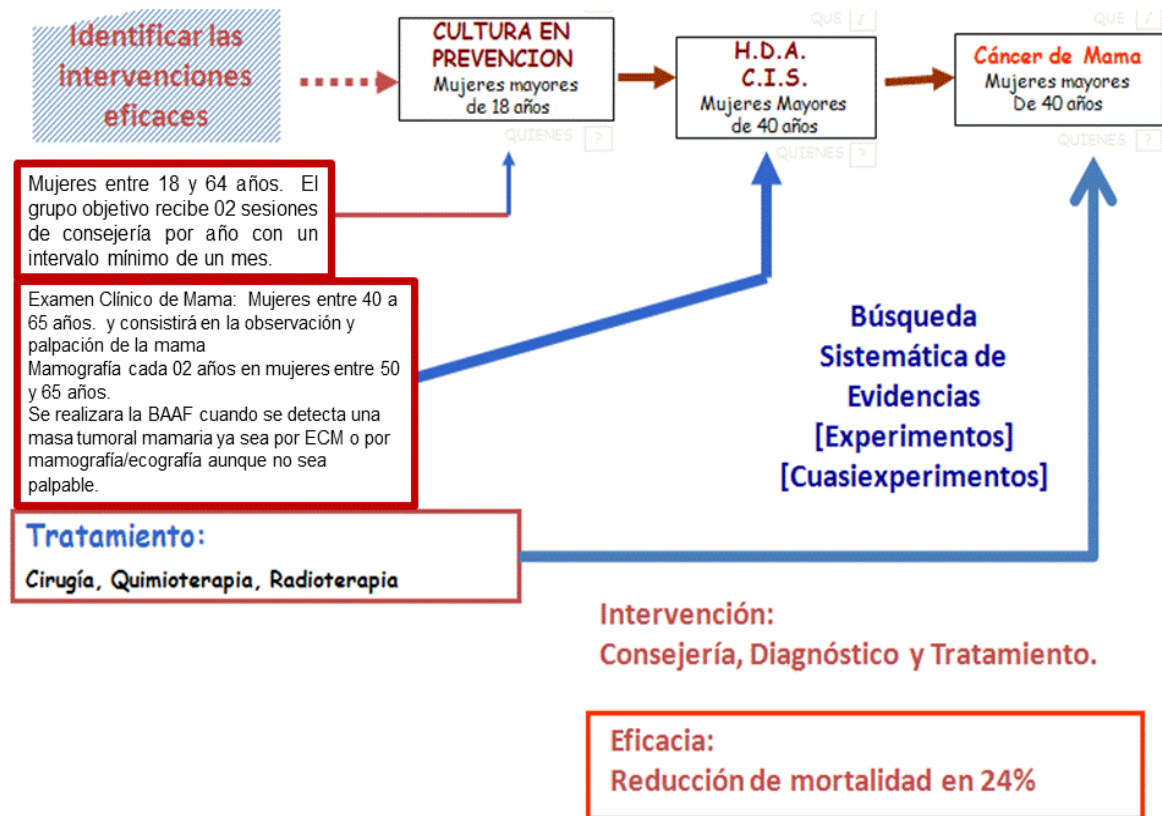 Identificar las
intervenciones
eficaces
CULTURA EN
PREVENCION
Mujeres mayores
de 18 años
QUIENES ?
QUE ¿
H.D.A.
C.I.S.
Mujeres Mayores
de 40 años
QUIENES ?
QUE ¿
Cáncer de Mama
Mujeres mayores
De 40 años
QUIENES ?
Mujeres entre 18 y 64 años. El
grupo objetivo recibe 02 sesiones
de consejería por año con un
intervalo mínimo de un mes.
Examen Clínico de Mama: Mujeres entre 40 a
65 años. y consistirá en la observación y
palpación de la mama
Mamografía cada 02 años en mujeres entre 50
y 65 años.
Se realizara la BAAF cuando se detecta una
masa tumoral mamaria ya sea por ECM o por
mamografía/ecografía aunque no sea
palpable.
Búsqueda
Sistemática de
Evidencias
[Experimentos]
[Cuasiexperimentos]
Tratamiento:
Cirugía, Quimioterapia, Radioterapia
Intervención:
Consejería, Diagnóstico y Tratamiento.
Eficacia:
Reducción de mortalidad en 24%